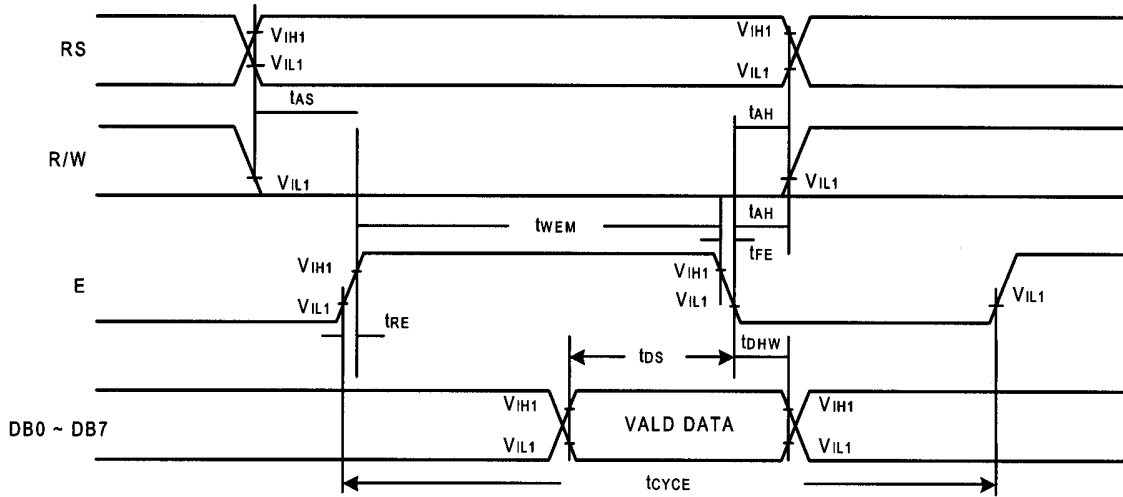 RS
VIH1
VIL1
VIH1
VIL1
tAS
tAH
R/W
VIL1
VIL1
tWEM
tAH
tFE
E
VIH1
VIL1
VIH1
VIL1
VIL1
tRE
tDS
tDHW
DB0 ~ DB7
VIH1
VIL1
VALD DATA
VIH1
VIL1
tCYCE